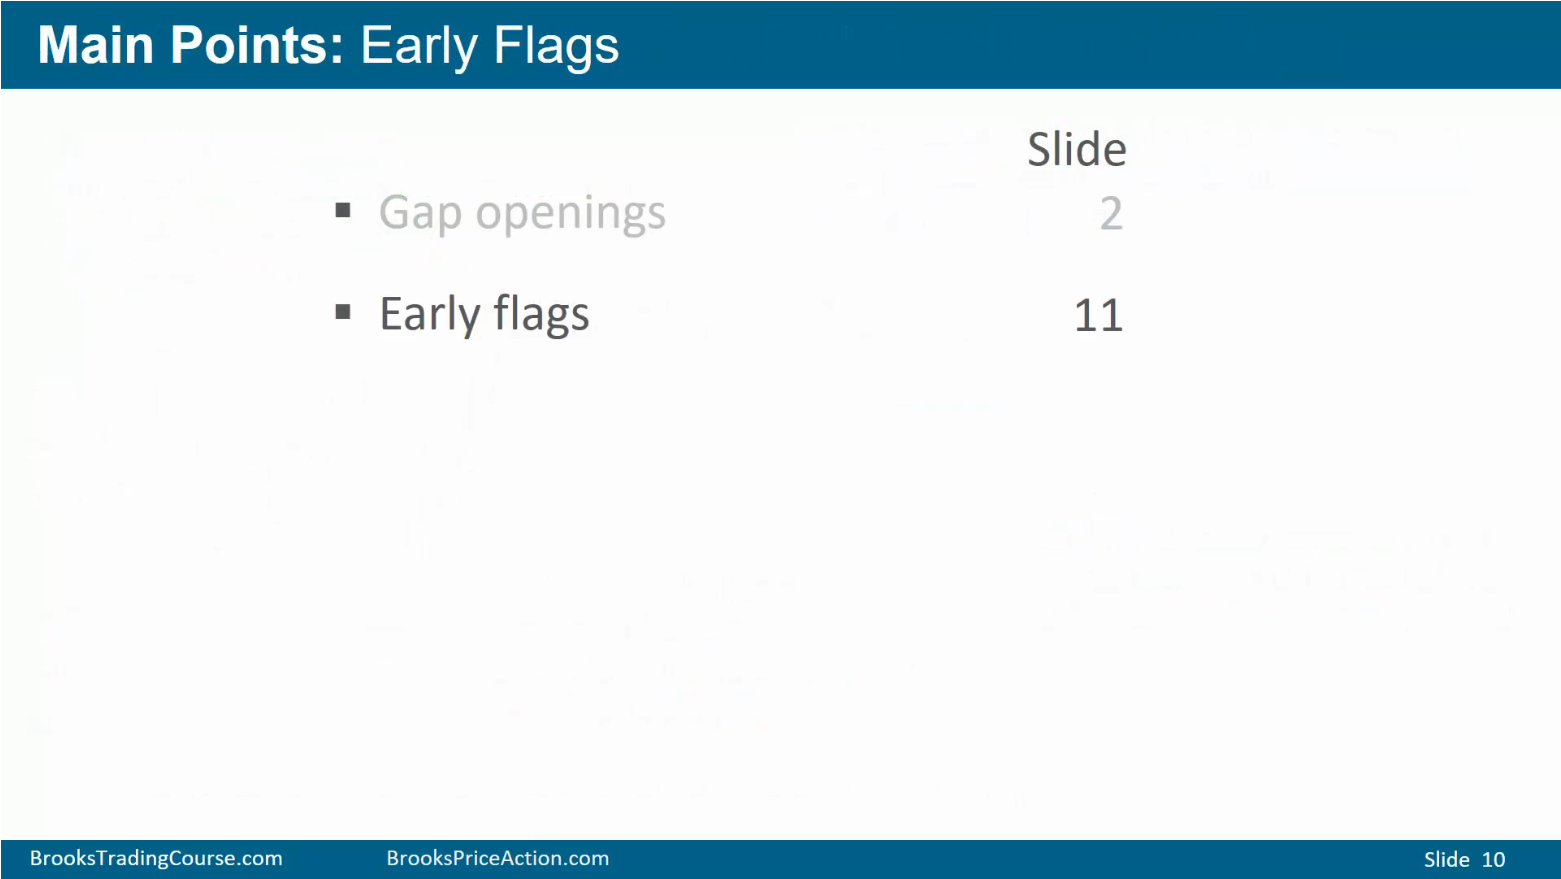 Main Points: Early Flags
Slide
▪ Gap openings 2
▪ Early flags 11
BrooksTradingCourse.com BrooksPriceAction.com Slide 10